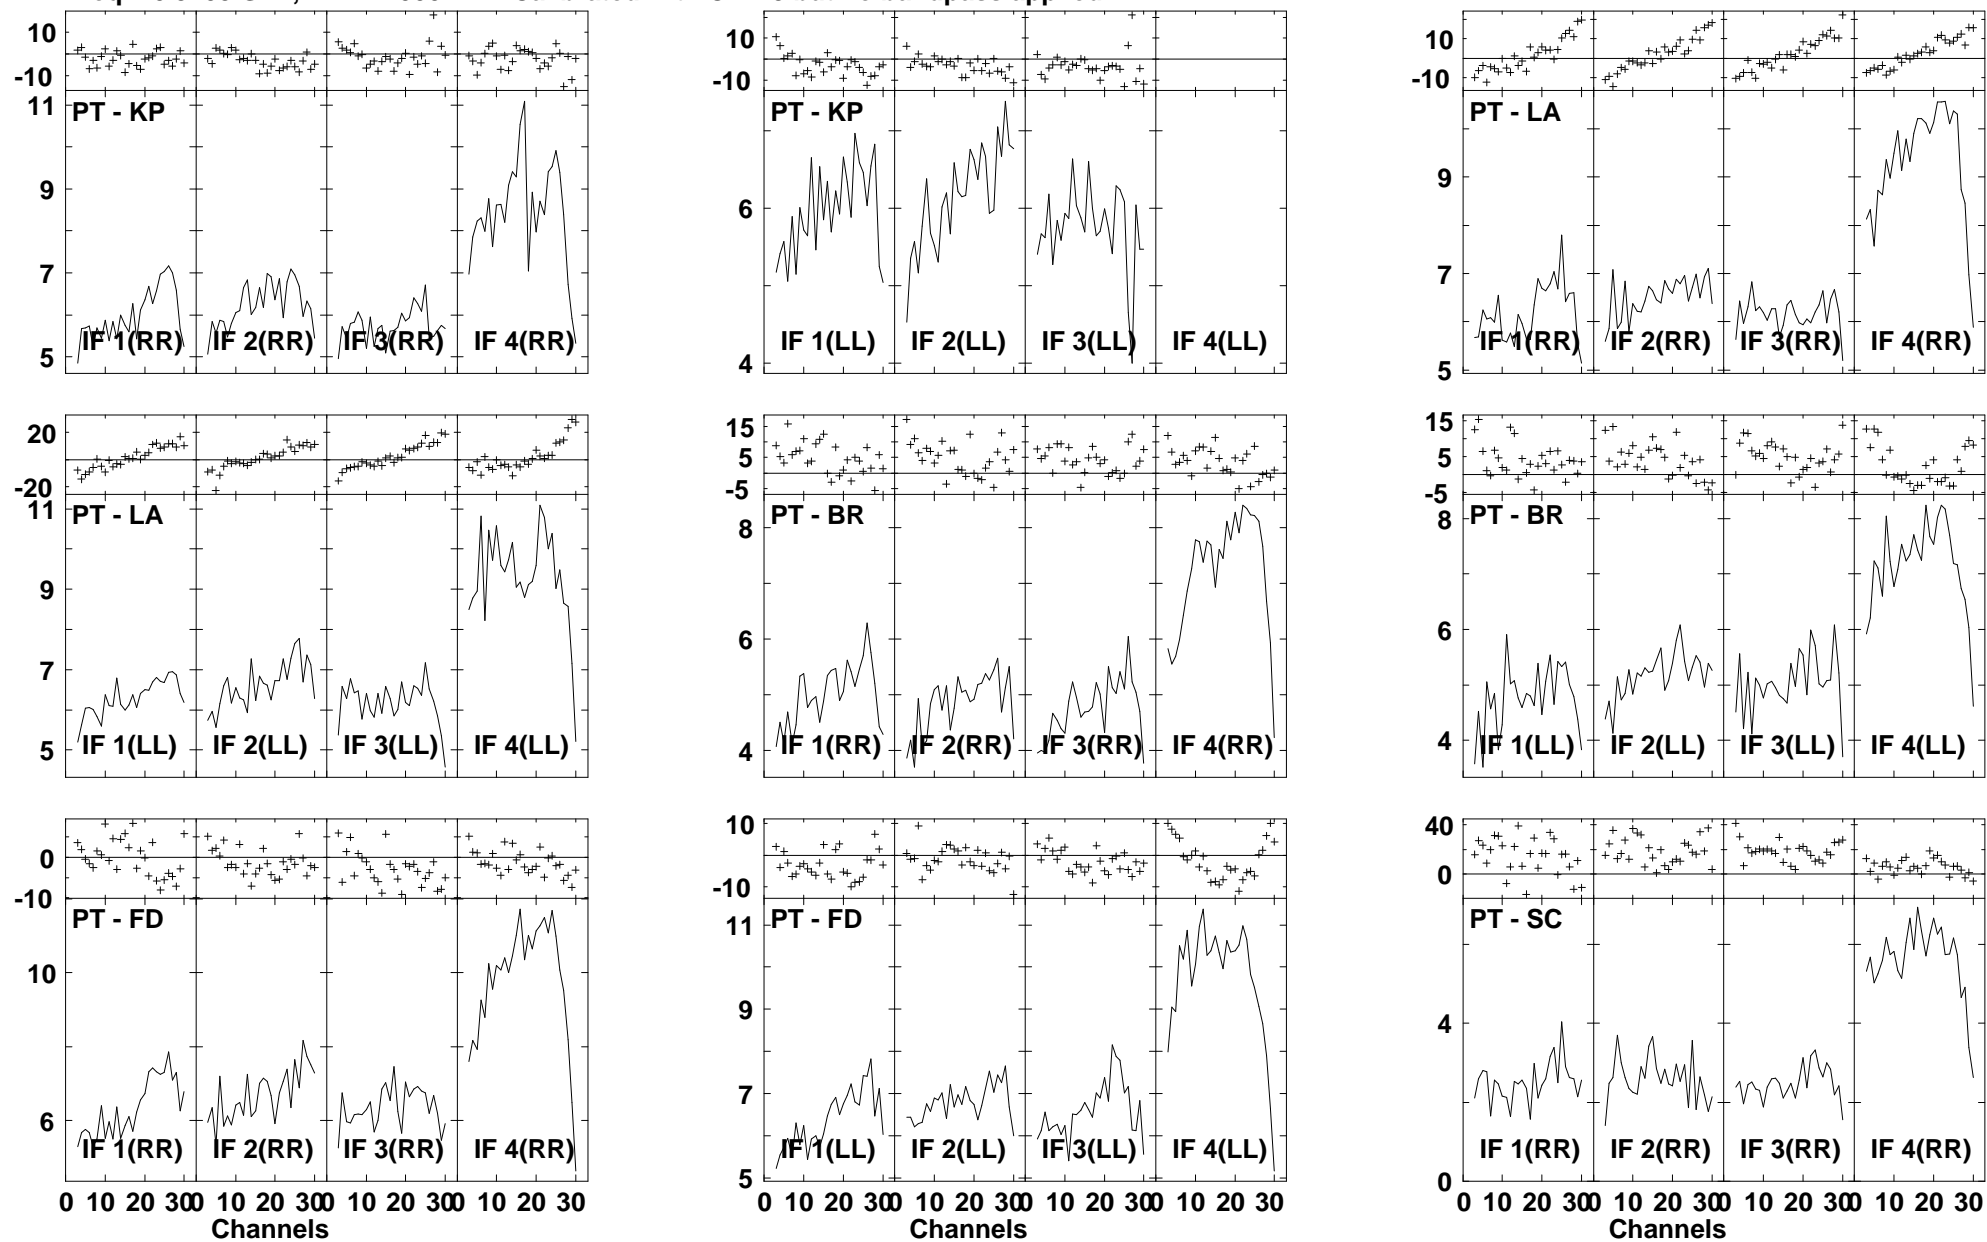 10 10 10
-10 -10 -10
PT - KP PT - KP PT - LA
11
9 6 9
7 7
IF 1(RR) IF 2(RR) IF 3(RR) IF 4(RR) IF 1(LL) IF 2(LL) IF 3(LL) IF 4(LL) IF 1(RR) IF 2(RR) IF 3(RR) IF 4(RR)
5 4 5
20 15 15
5 5
-20 -5 -5
PT - LA PT - BR PT - BR
11 8 8
9
7 6 6
IF 1(LL) IF 2(LL) IF 3(LL) IF 4(LL) IF 1(RR) IF 2(RR) IF 3(RR) IF 4(RR) IF 1(LL) IF 2(LL) IF 3(LL) IF 4(LL)
5 4 4
0 10 40
-10 -10 0
PT - FD PT - FD PT - SC
11
10 9 4
6 7
IF 1(RR) IF 2(RR) IF 3(RR) IF 4(RR) IF 1(LL) IF 2(LL) IF 3(LL) IF 4(LL) IF 1(RR) IF 2(RR) IF 3(RR) IF 4(RR)
5 0
0 10 20 30 0 10 20 30 0 10 20 30 0 10 20 30 0 10 20 30 0 10 20 30 0 10 20 30 0 10 20 30 0 10 20 30 0 10 20 30 0 10 20 30 0 10 20 30
Channels Channels Channels